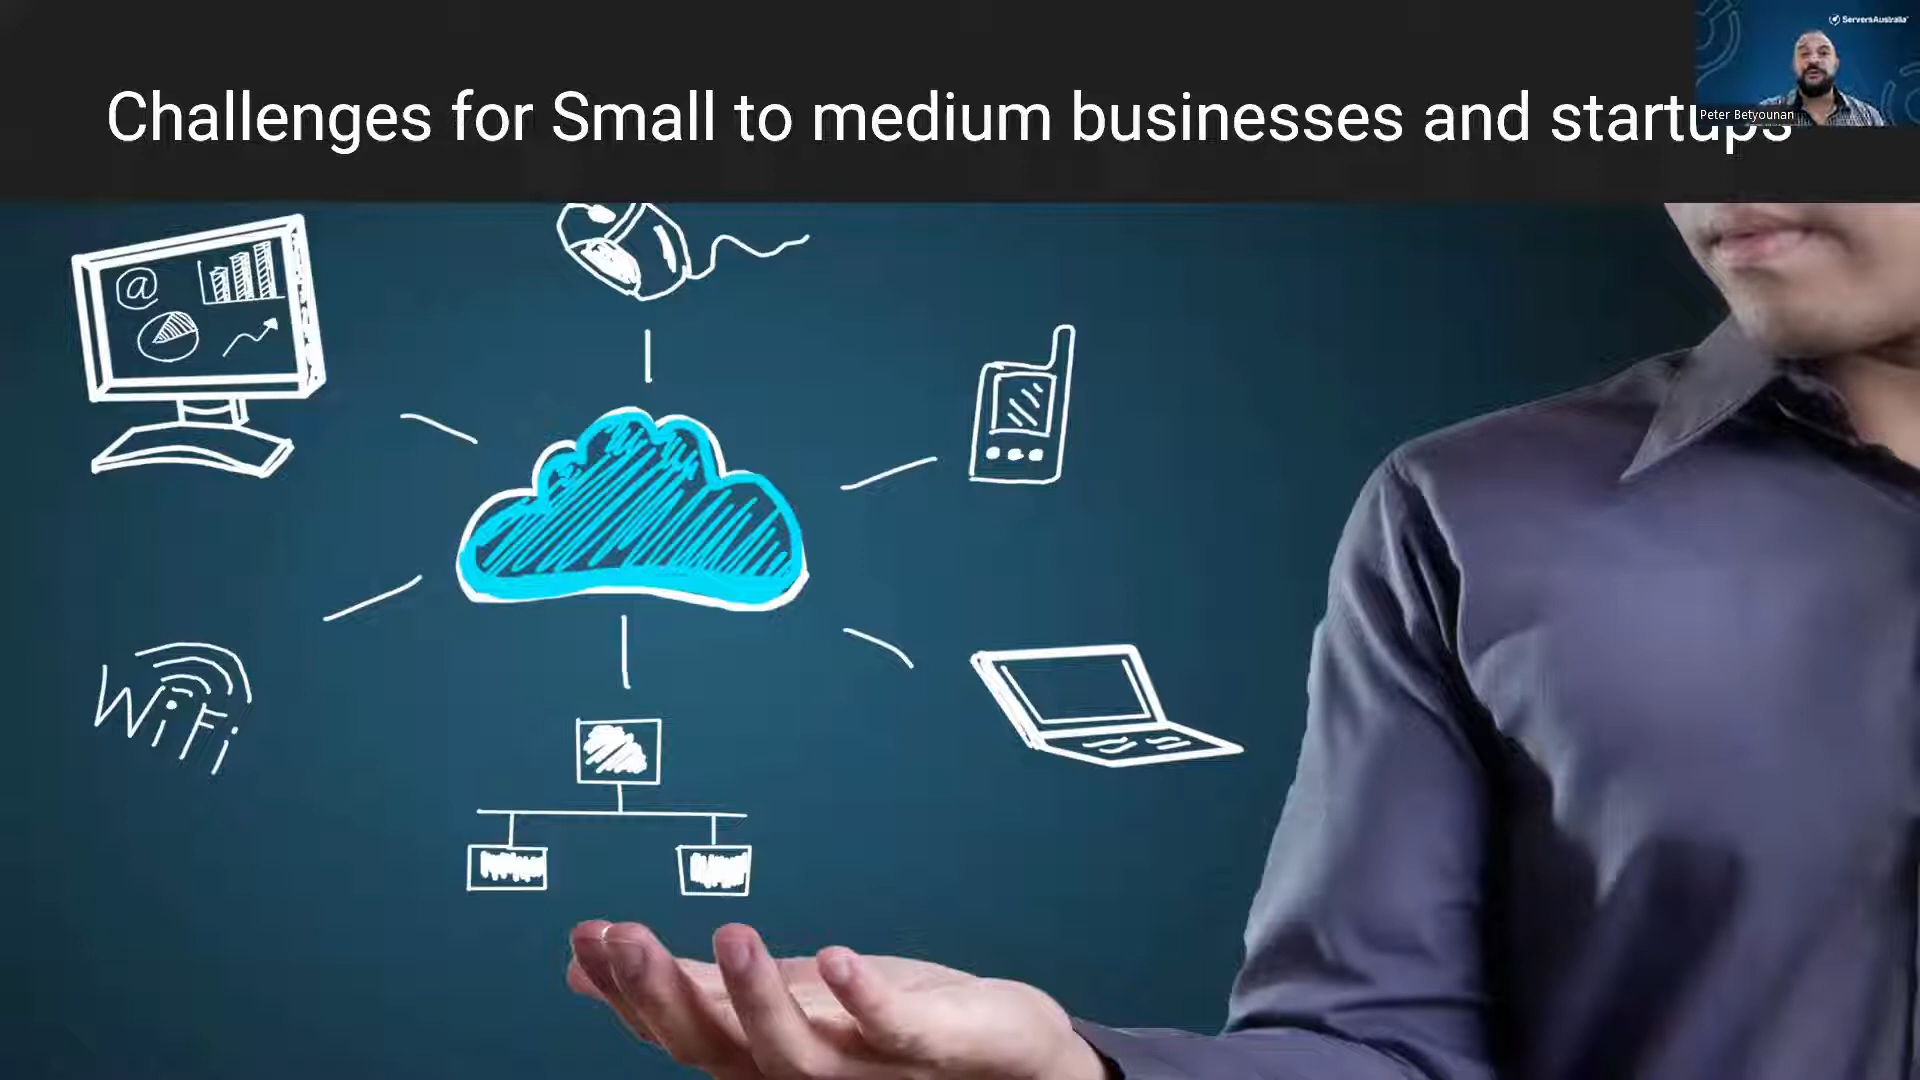 ServersAustralia
Challenges for Small to medium businesses and startups
Peter Betyounan
@
WiFi